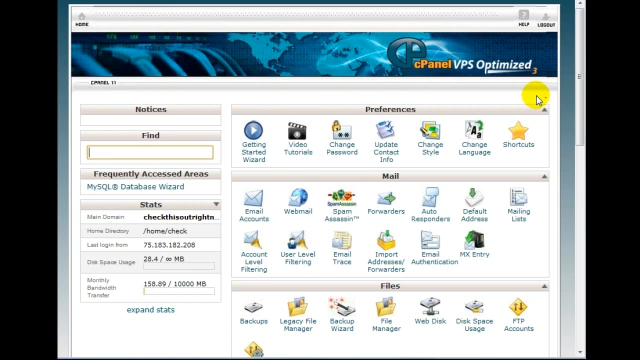 HOME
HELP
LOGOUT
cPanel VPS Optimized 3
CPANEL 11
Notices
Find
Frequently Accessed Areas
MySQL® Database Wizard
Stats
Main Domain checkthisoutrightn...
Home Directory /home/check
Last login from 75.183.182.208
Disk Space Usage 28.4 / ∞ MB
Monthly Bandwidth Transfer 158.89 / 10000 MB
expand stats
Preferences
Getting Started Wizard
Video Tutorials
Change Password
Update Contact Info
Change Style
Change Language
Shortcuts
Mail
Email Accounts
Webmail
SpamAssassin
Spam Assassin™
Forwarders
Auto Responders
Default Address
Mailing Lists
Account Level Filtering
User Level Filtering
Email Trace
Import Addresses/ Forwarders
Email Authentication
MX Entry
Files
Backups
Legacy File Manager
Backup Wizard
File Manager
Web Disk
Disk Space Usage
FTP Accounts